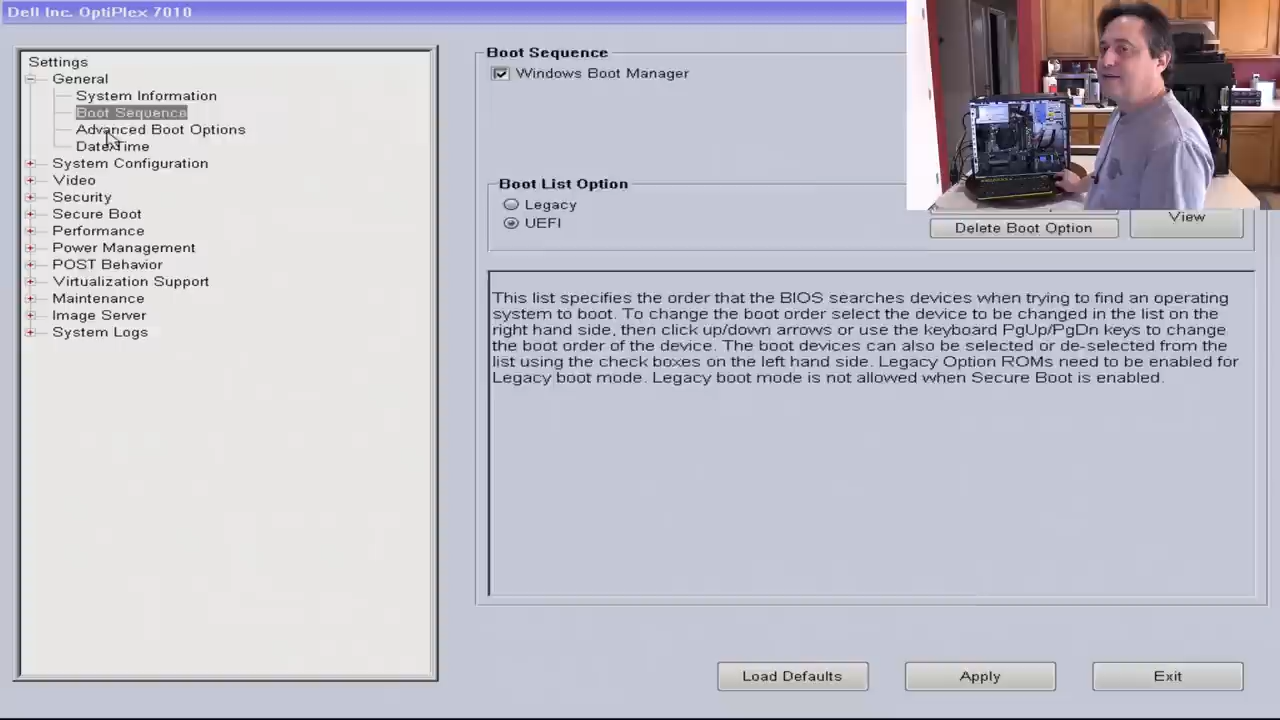 Dell Inc. OptiPlex 7010
Settings
General
System Information
Boot Sequence
Advanced Boot Options
Date/Time
System Configuration
Video
Security
Secure Boot
Performance
Power Management
POST Behavior
Virtualization Support
Maintenance
Image Server
System Logs
Boot Sequence
Windows Boot Manager
Boot List Option
Legacy
UEFI
Delete Boot Option
View
This list specifies the order that the BIOS searches devices when trying to find an operating
system to boot. To change the boot order select the device to be changed in the list on the
right hand side, then click up/down arrows or use the keyboard PgUp/PgDn keys to change
the boot order of the device. The boot devices can also be selected or de-selected from the
list using the check boxes on the left hand side. Legacy Option ROMs need to be enabled for
Legacy boot mode. Legacy boot mode is not allowed when Secure Boot is enabled.
Load Defaults
Apply
Exit